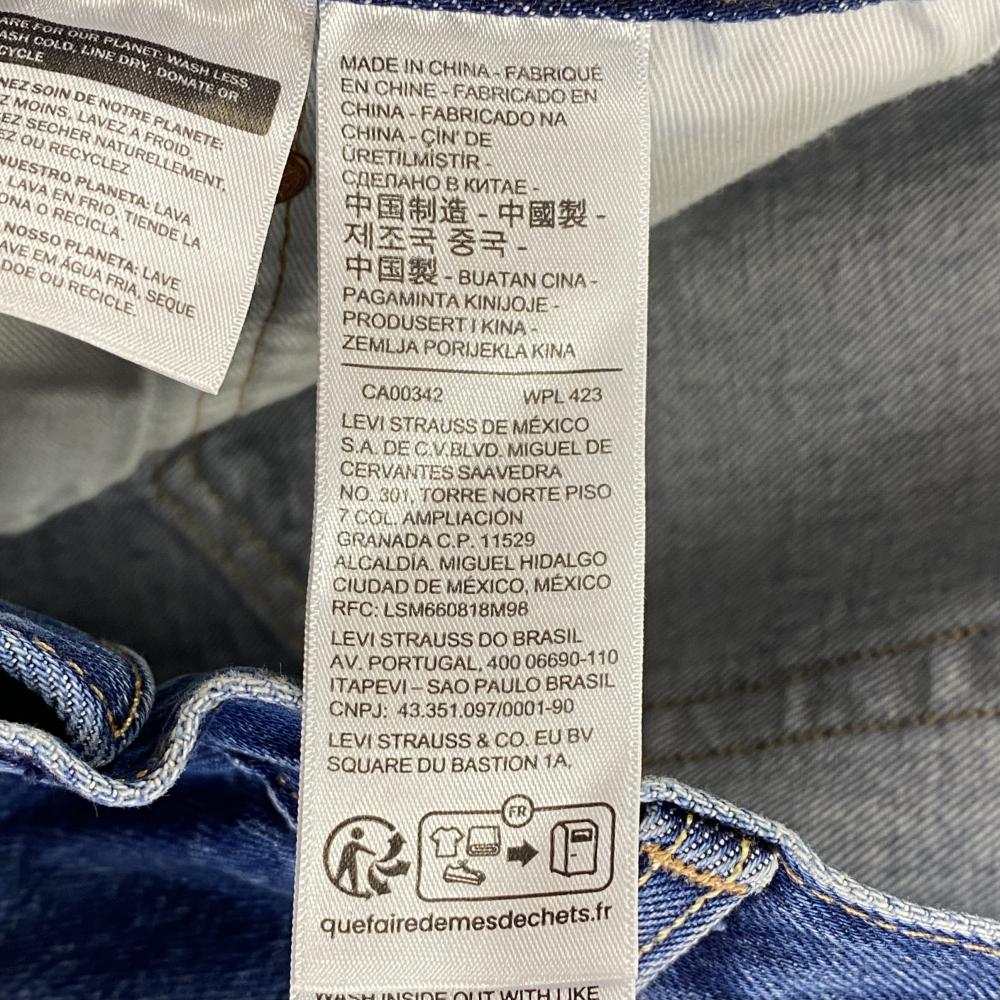 ARE FOR OUR PLANET: WASH LESS,
ASH COLD, LINE DRY, DONATE OR
CYCLE
NEZ SOIN DE NOTRE PLANETE:
Z MOINS, LAVEZ À FROID,
EZ SECHER NATURELLEMENT,
EZ OU RECYCLEZ
NUESTRO PLANETA: LAVA
LAVA EN FRIO, TIENDE LA
ONA O RECICLA.
NOSSO PLANETA: LAVE
AVE EM ÁGUA FRIA, SEQUE
DOE OU RECICLE.
MADE IN CHINA - FABRIQUÉ
EN CHINE - FABRICADO EN
CHINA - FABRICADO NA
CHINA - ÇİN' DE
ÜRETİLMİSTİR -
СДЕЛАНО В КИТАЕ -
中国制造 - 中國製 -
제조국 중국 -
中国製 - BUATAN CINA -
PAGAMINTA KINIJOJE -
PRODUSERT I KINA -
ZEMLJA PORIJEKLA KINA
CA00342 WPL 423
LEVI STRAUSS DE MÉXICO
S.A. DE C.V.BLVD. MIGUEL DE
CERVANTES SAAVEDRA
NO. 301, TORRE NORTE PISO
7 COL. AMPLIACIÓN
GRANADA C.P. 11529
ALCALDÍA. MIGUEL HIDALGO
CIUDAD DE MÉXICO, MÉXICO
RFC: LSM660818M98
LEVI STRAUSS DO BRASIL
AV. PORTUGAL, 400 06690-110
ITAPEVI – SAO PAULO BRASIL
CNPJ: 43.351.097/0001-90
LEVI STRAUSS & CO. EU BV
SQUARE DU BASTION 1A,
FR
quefairedemesdechets.fr
WASH INSIDE OUT WITH LIKE